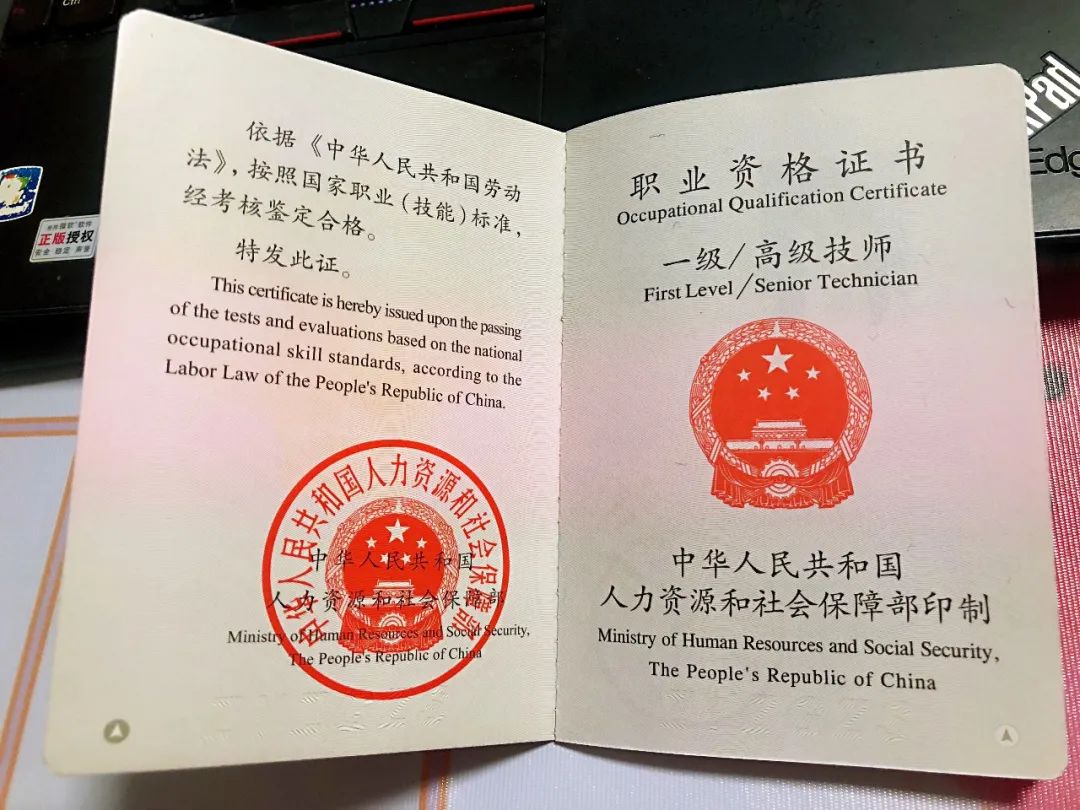 Ctrl
依据《中华人民共和国劳动
法》，按照国家职业（技能）标准，
经考核鉴定合格。
特发此证。
This certificate is hereby issued upon the passing
of the tests and evaluations based on the national
occupational skill standards, according to the
Labor Law of the People's Republic of China.
中华人民共和国人力资源和社会保障部
中华人民共和国
人力资源和社会保障部
Ministry of Human Resources and Social Security,
The People's Republic of China
职业资格证书
Occupational Qualification Certificate
一级/高级技师
First Level/Senior Technician
中华人民共和国
人力资源和社会保障部印制
Ministry of Human Resources and Social Security,
The People's Republic of China
正版授权
安全 稳定 声誉
Pad
Edg